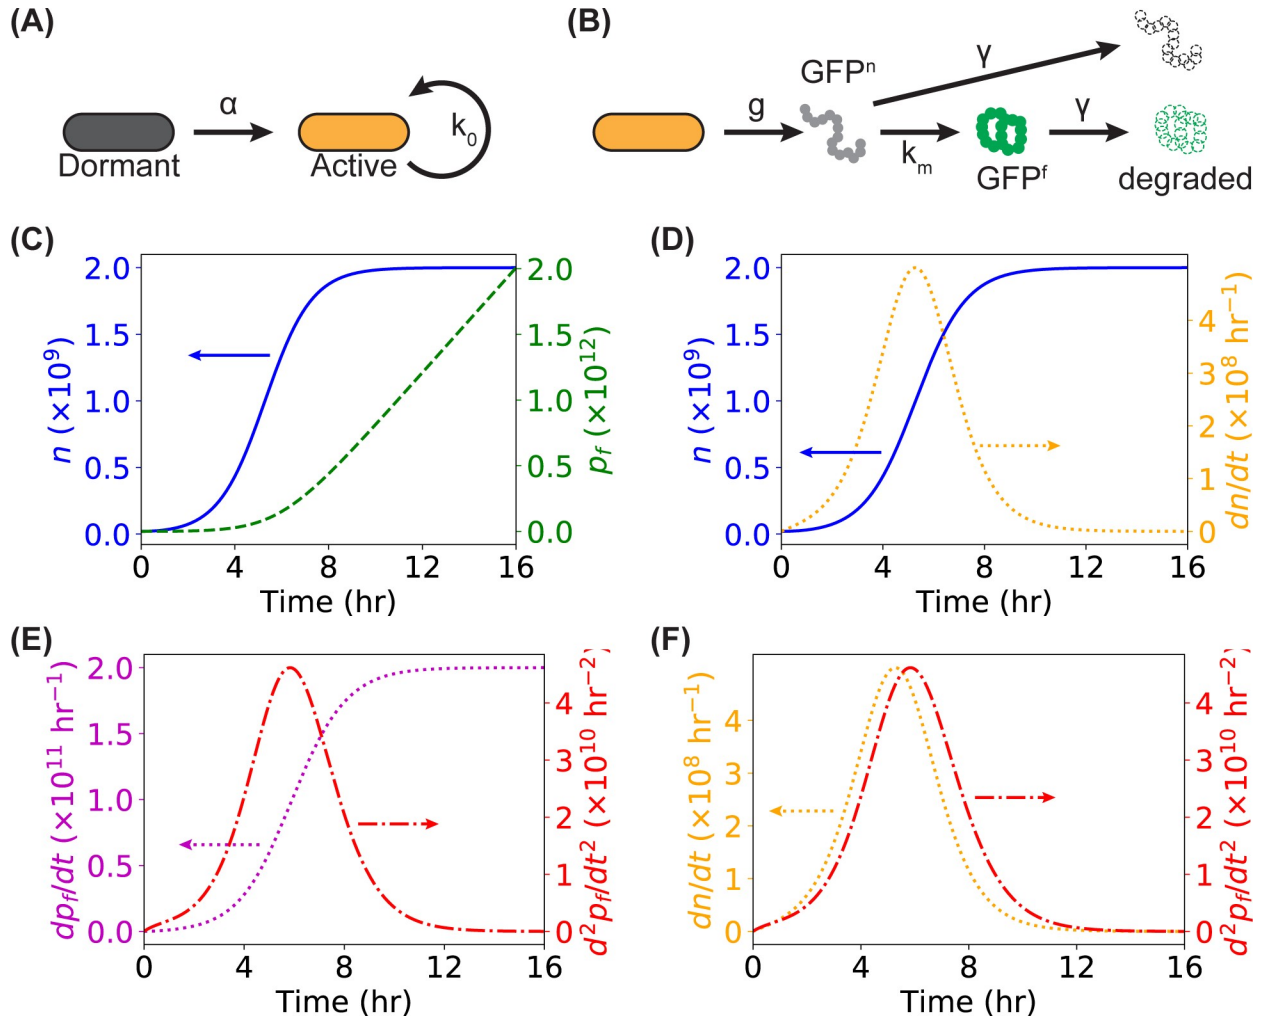 (A)
α
k₀
Dormant
Active
(B)
g
GFPⁿ
γ
kₘ
GFPᶠ
γ
degraded
(C)
n (×10⁹)
2.0
1.5
1.0
0.5
0.0
p_f (×10¹²)
2.0
1.5
1.0
0.5
0.0
0 4 8 12 16
Time (hr)
(D)
n (×10⁹)
2.0
1.5
1.0
0.5
0.0
dn/dt (×10⁸ hr⁻¹)
4
3
2
1
0
0 4 8 12 16
Time (hr)
(E)
dp_f/dt (×10¹¹ hr⁻¹)
2.0
1.5
1.0
0.5
0.0
d²p_f/dt² (×10¹⁰ hr⁻²)
4
3
2
1
0
0 4 8 12 16
Time (hr)
(F)
dn/dt (×10⁸ hr⁻¹)
4
3
2
1
0
d²p_f/dt² (×10¹⁰ hr⁻²)
4
3
2
1
0
0 4 8 12 16
Time (hr)